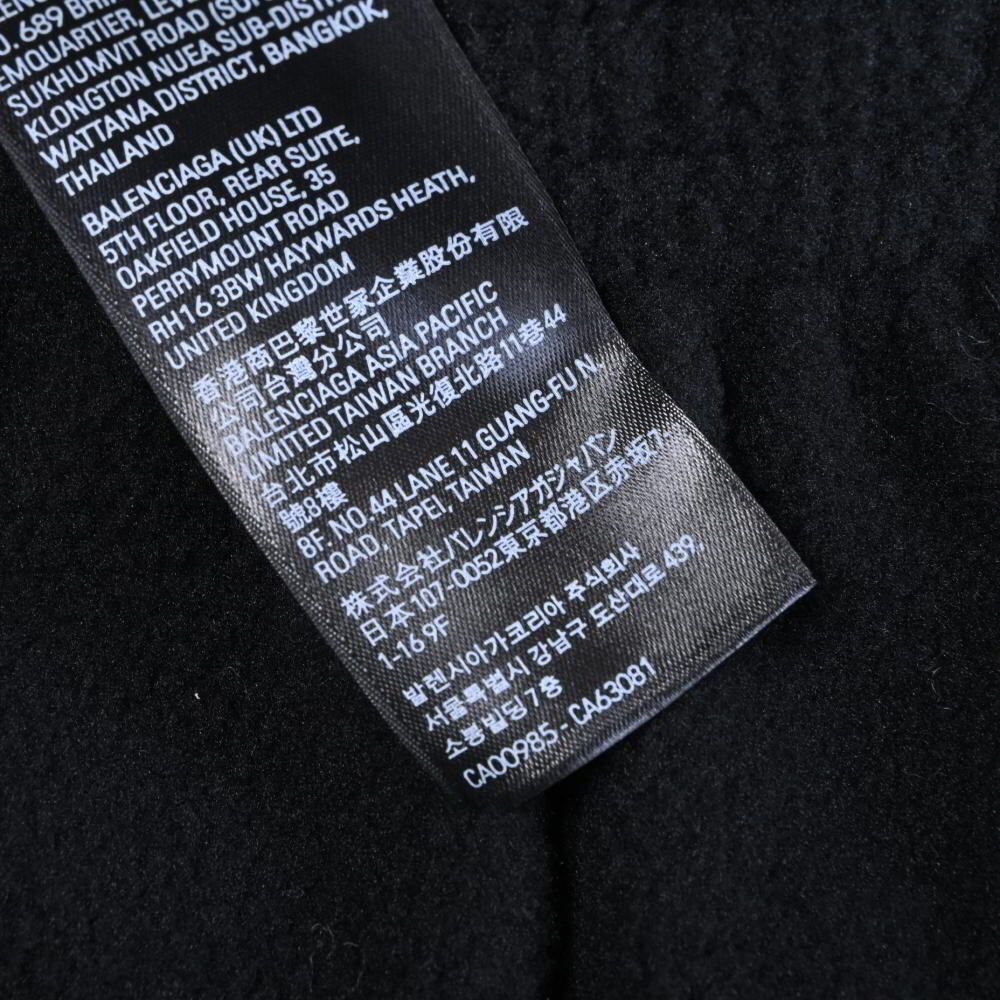 689
EMQUARTIER,
SUKHUMVIT ROAD
KLONGTON NUEA
WATTANA DISTRICT, BANGKOK,
THAILAND
BALENCIAGA (UK) LTD
5TH FLOOR, REAR SUITE,
OAKFIELD HOUSE, 35
PERRYMOUNT ROAD
RH16 3BW HAYWARDS HEATH,
UNITED KINGDOM
香港商巴黎世家企業股份有限
公司台灣分公司
BALENCIAGA ASIA PACIFIC
LIMITED TAIWAN BRANCH
台北市松山區光復北路11巷44
號8樓
8F. NO.44 LANE 11 GUANG-FU N.
ROAD, TAPEI, TAIWAN
株式会社バレンシアガジャパン
日本107-0052東京都港区赤坂7-
1-16 9F
발렌시아가코리아 주식회사
서울특별시 강남구 도산대로 439,
소봉빌딩 7층
CA00985 - CA63081